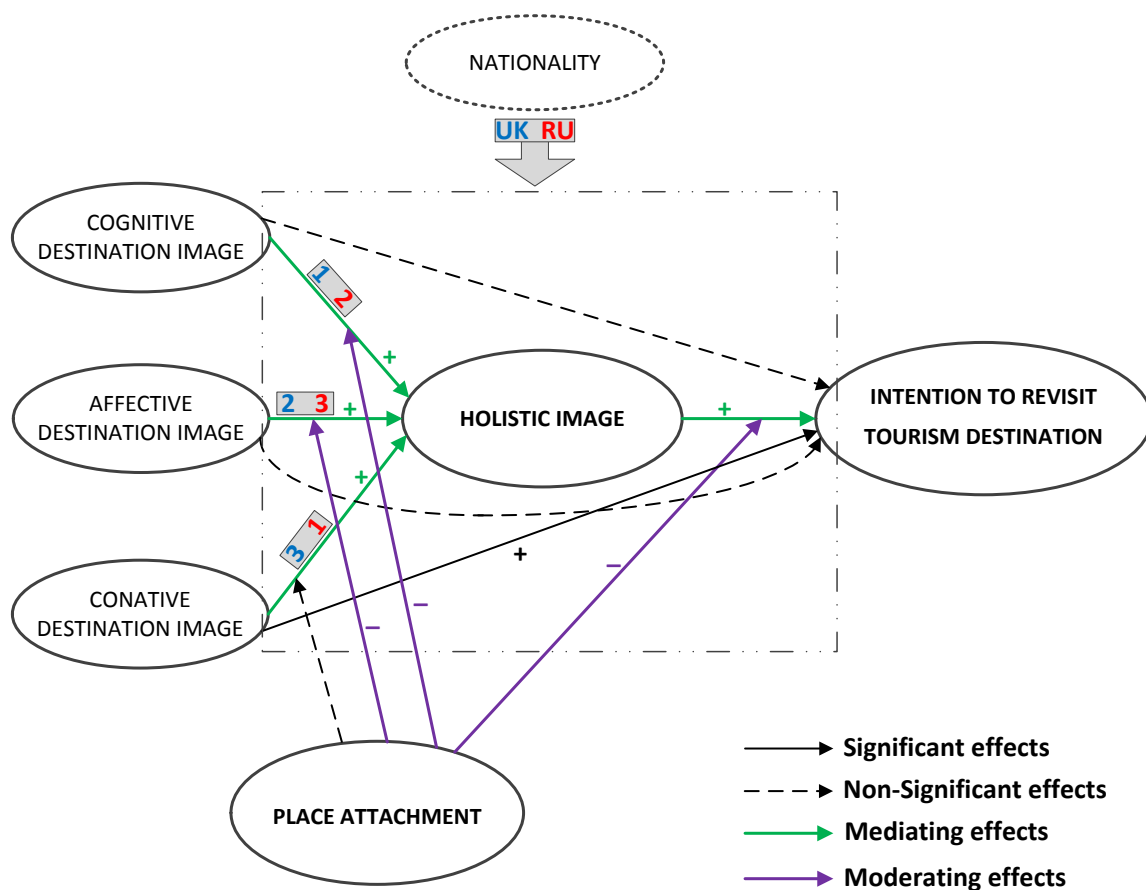 NATIONALITY
UK RU
COGNITIVE
DESTINATION IMAGE
1 2
+
AFFECTIVE
DESTINATION IMAGE
2 3
+
HOLISTIC IMAGE
+
INTENTION TO REVISIT
TOURISM DESTINATION
+
3 1
+
CONATIVE
DESTINATION IMAGE
–
–
–
PLACE ATTACHMENT
Significant effects
Non-Significant effects
Mediating effects
Moderating effects